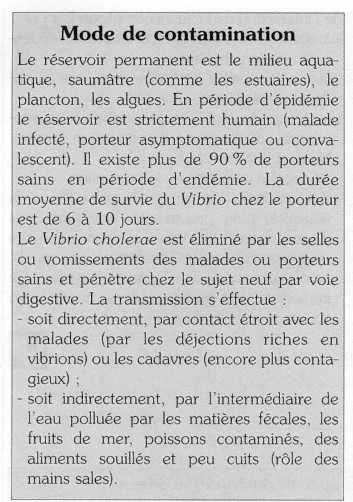 Mode de contamination
Le réservoir permanent est le milieu aqua-
tique, saumâtre (comme les estuaires), le
plancton, les algues. En période d'épidémie
le réservoir est strictement humain (malade
infecté, porteur asymptomatique ou conva-
lescent). Il existe plus de 90 % de porteurs
sains en période d'endémie. La durée
moyenne de survie du Vibrio chez le porteur
est de 6 à 10 jours.
Le Vibrio cholerae est éliminé par les selles
ou vomissements des malades ou porteurs
sains et pénètre chez le sujet neuf par voie
digestive. La transmission s'effectue :
- soit directement, par contact étroit avec les
malades (par les déjections riches en
vibrions) ou les cadavres (encore plus conta-
gieux) ;
- soit indirectement, par l'intermédiaire de
l'eau polluée par les matières fécales, les
fruits de mer, poissons contaminés, des
aliments souillés et peu cuits (rôle des
mains sales).